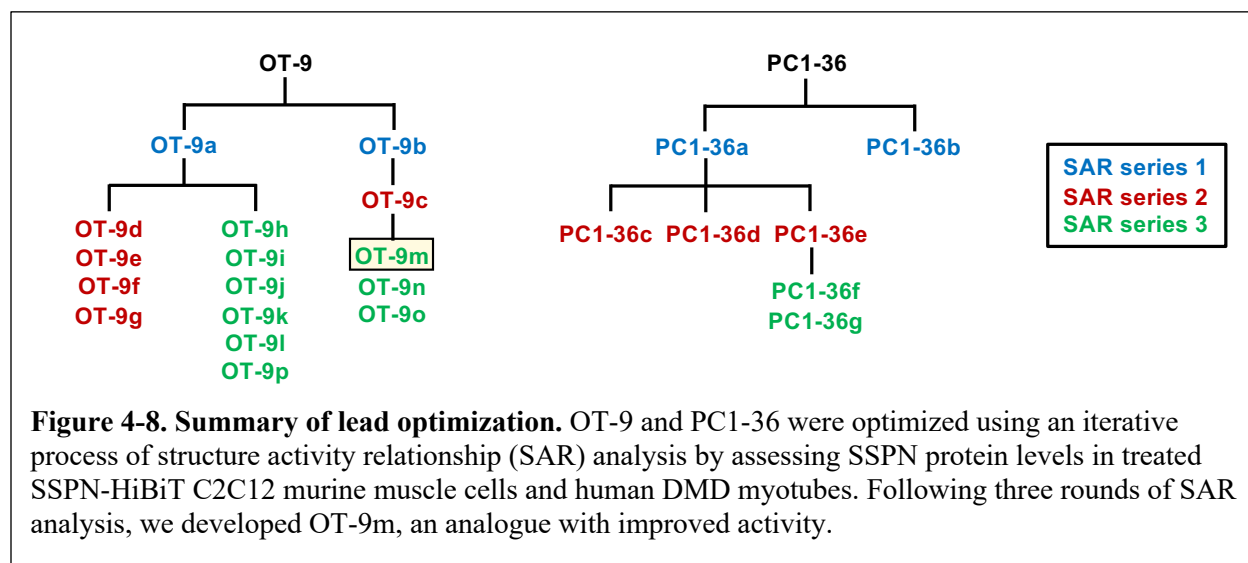 OT-9
PC1-36
OT-9a
OT-9b
PC1-36a
PC1-36b
SAR series 1
SAR series 2
SAR series 3
OT-9c
OT-9d
OT-9e
OT-9f
OT-9g
OT-9h
OT-9i
OT-9j
OT-9k
OT-9l
OT-9p
OT-9m
OT-9n
OT-9o
PC1-36c PC1-36d PC1-36e
PC1-36f
PC1-36g
Figure 4-8. Summary of lead optimization. OT-9 and PC1-36 were optimized using an iterative
process of structure activity relationship (SAR) analysis by assessing SSPN protein levels in treated
SSPN-HiBiT C2C12 murine muscle cells and human DMD myotubes. Following three rounds of SAR
analysis, we developed OT-9m, an analogue with improved activity.